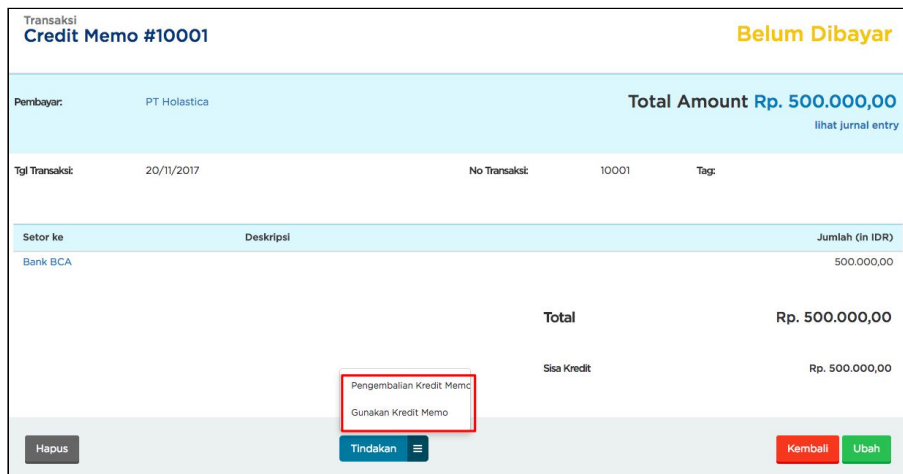 Transaksi
Credit Memo #10001
Belum Dibayar
Pembayar: PT Holastica Total Amount Rp. 500.000,00
lihat jurnal entry
Tgl Transaksi: 20/11/2017 No Transaksi: 10001 Tag:
Setor ke Deskripsi Jumlah (in IDR)
Bank BCA 500.000,00
Total Rp. 500.000,00
Sisa Kredit Rp. 500.000,00
Pengembalian Kredit Memo
Gunakan Kredit Memo
Hapus Tindakan Kembali Ubah